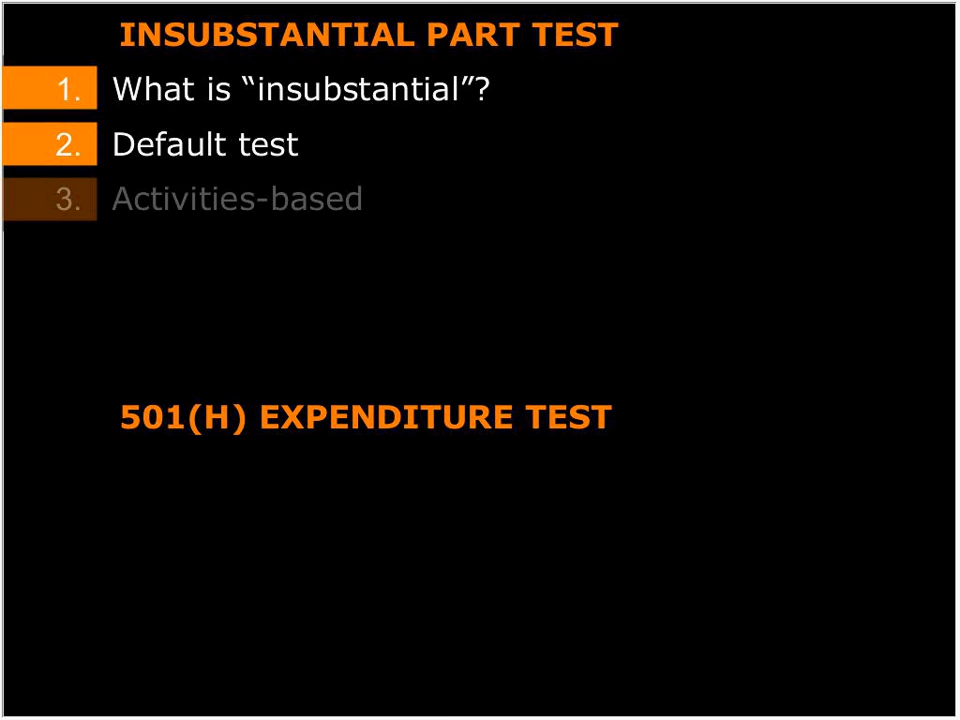 INSUBSTANTIAL PART TEST
1. What is “insubstantial”?
2. Default test
3. Activities-based
501(H) EXPENDITURE TEST